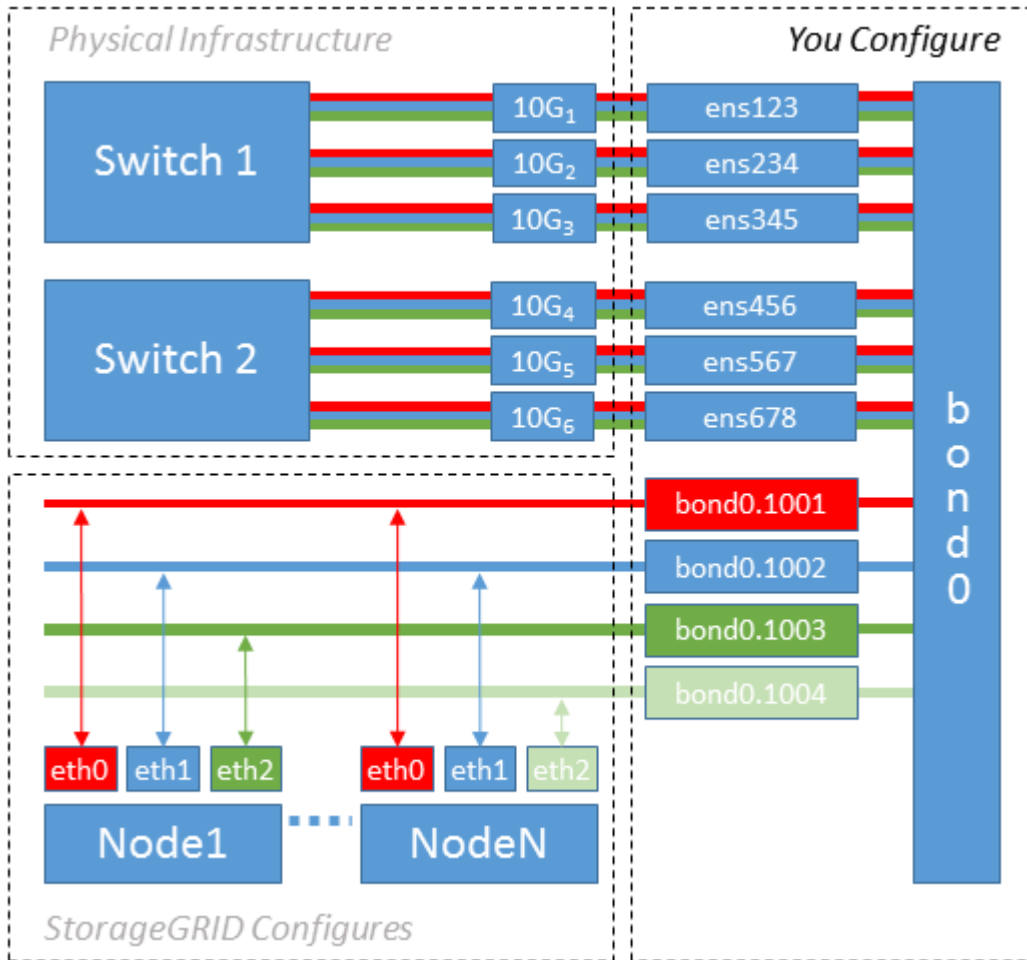 Physical Infrastructure
You Configure
Switch 1
10G₁
ens123
10G₂
ens234
10G₃
ens345
Switch 2
10G₄
ens456
10G₅
ens567
10G₆
ens678
bond0
bond0.1001
bond0.1002
bond0.1003
bond0.1004
eth0 eth1 eth2
eth0 eth1 eth2
Node1
NodeN
StorageGRID Configures